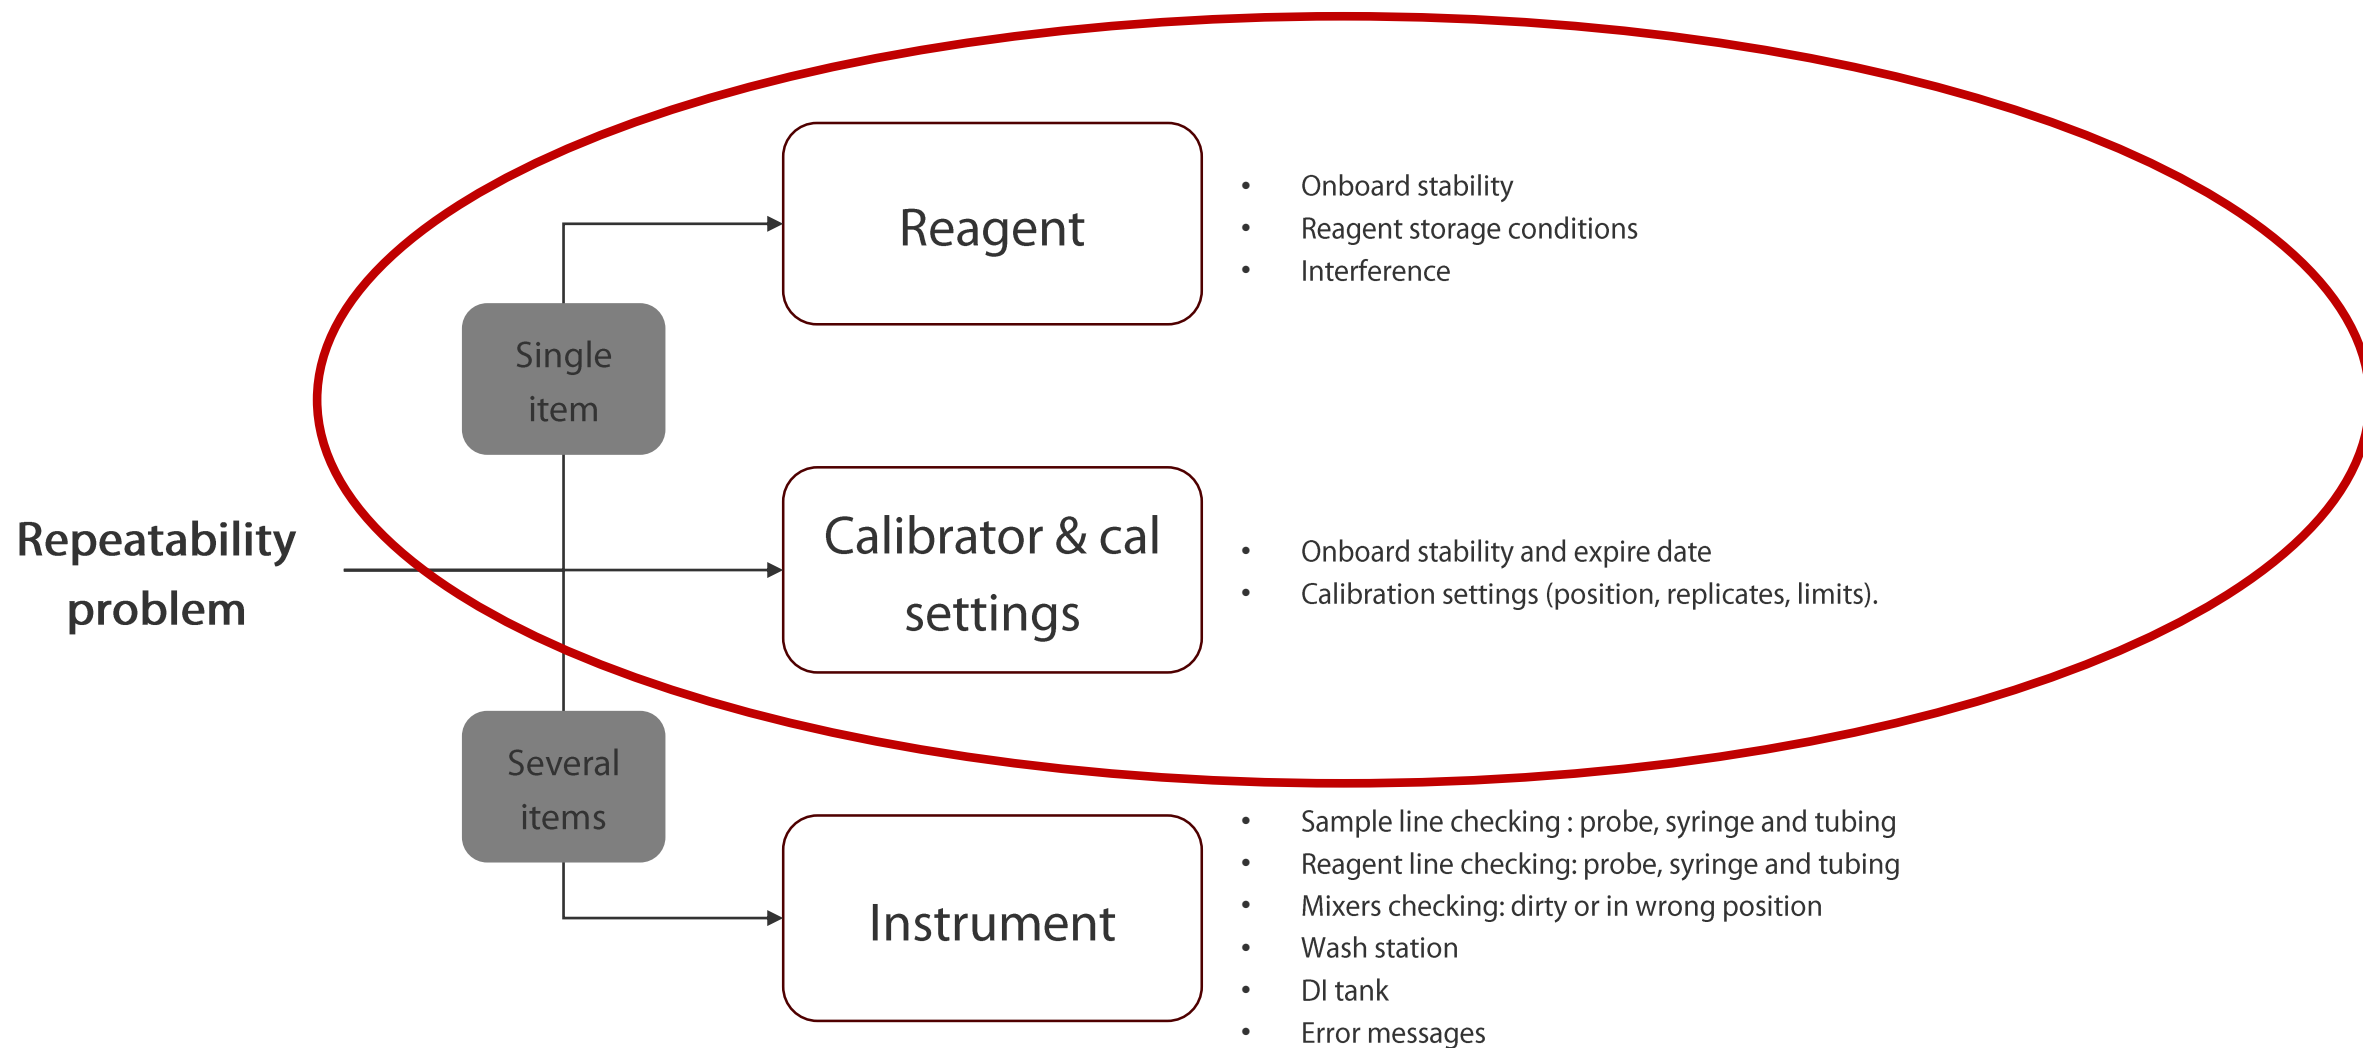 Repeatability
problem
Single
item
Several
items
Reagent
• Onboard stability
• Reagent storage conditions
• Interference
Calibrator & cal
settings
• Onboard stability and expire date
• Calibration settings (position, replicates, limits).
Instrument
• Sample line checking : probe, syringe and tubing
• Reagent line checking: probe, syringe and tubing
• Mixers checking: dirty or in wrong position
• Wash station
• DI tank
• Error messages